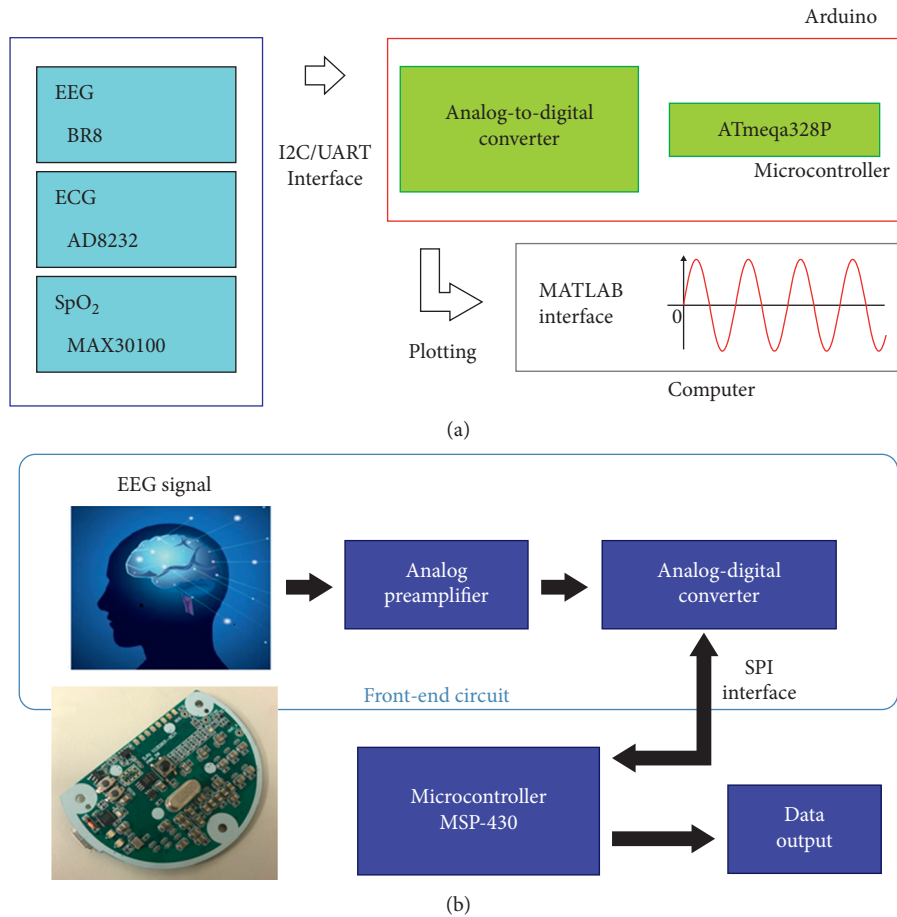 Arduino
EEG
BR8
ECG
AD8232
SpO₂
MAX30100
I2C/UART
Interface
Analog-to-digital
converter
ATmeqa328P
Microcontroller
Plotting
MATLAB
interface
0
Computer
(a)
EEG signal
Analog
preamplifier
Analog-digital
converter
SPI
interface
Front-end circuit
Microcontroller
MSP-430
Data
output
(b)